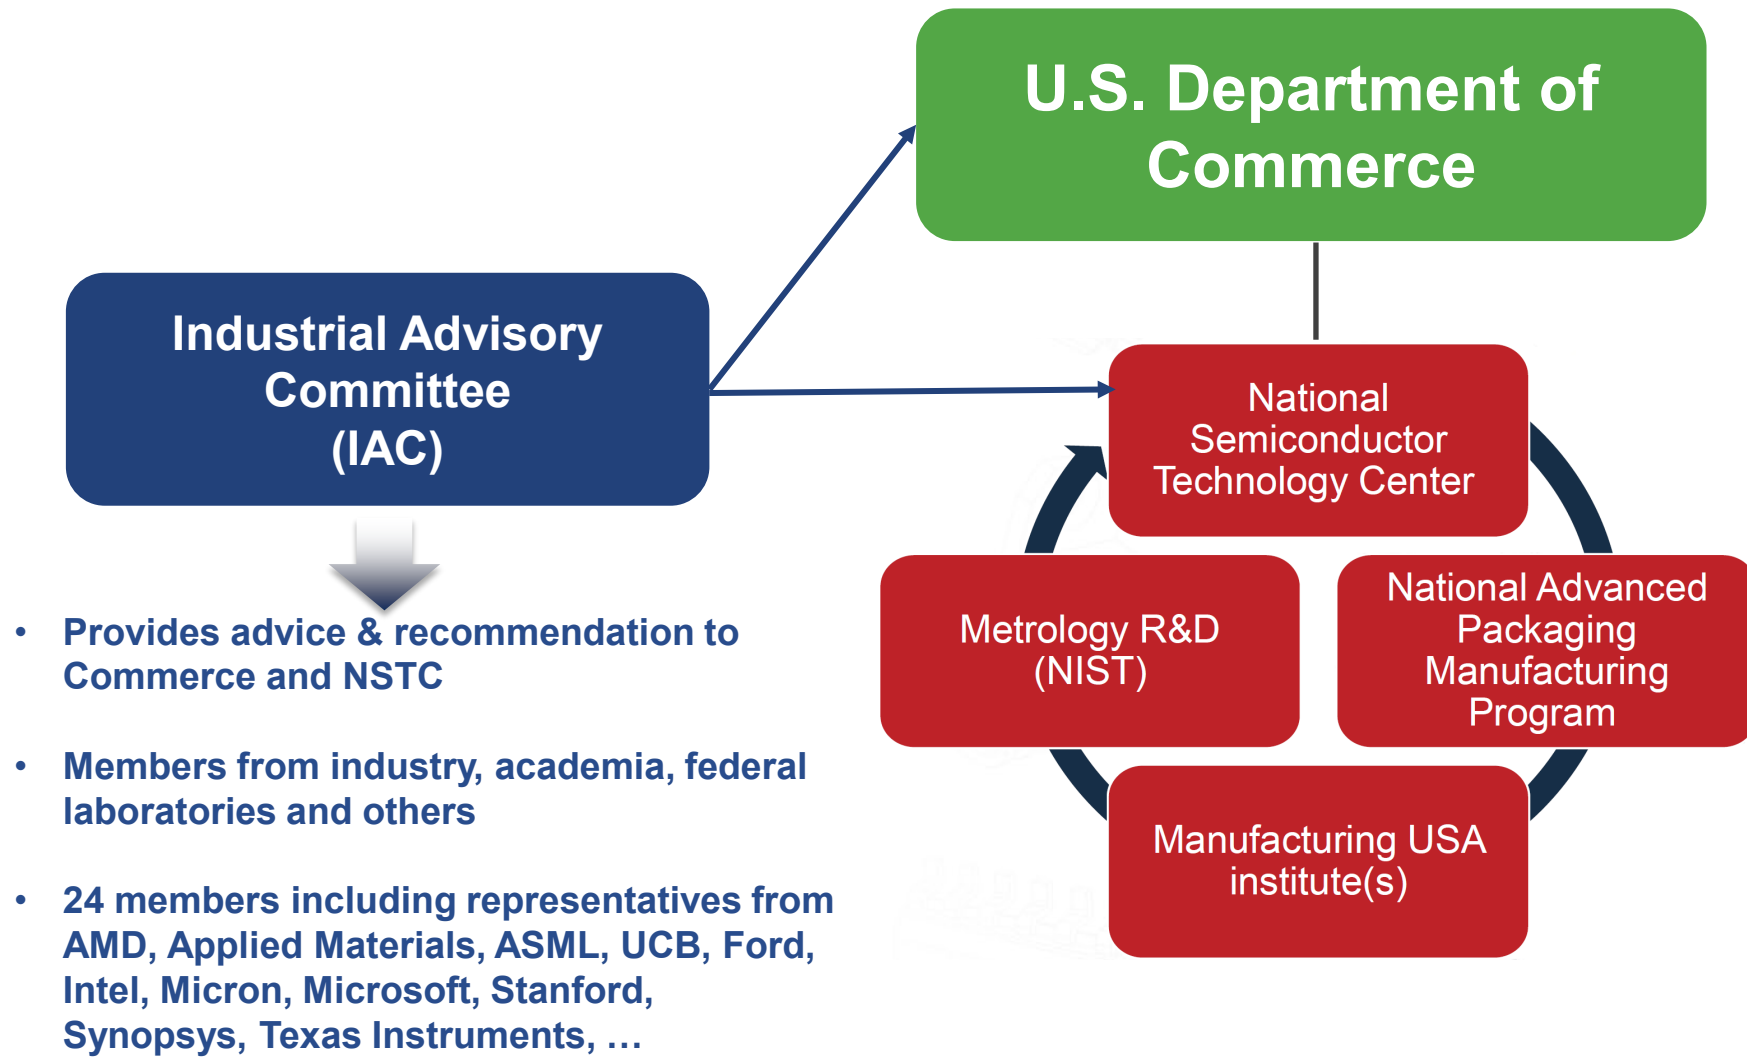 U.S. Department of
Commerce
Industrial Advisory
Committee
(IAC)
National
Semiconductor
Technology Center
Metrology R&D
(NIST)
National Advanced
Packaging
Manufacturing
Program
Manufacturing USA
institute(s)
• Provides advice & recommendation to
Commerce and NSTC
• Members from industry, academia, federal
laboratories and others
• 24 members including representatives from
AMD, Applied Materials, ASML, UCB, Ford,
Intel, Micron, Microsoft, Stanford,
Synopsys, Texas Instruments, …